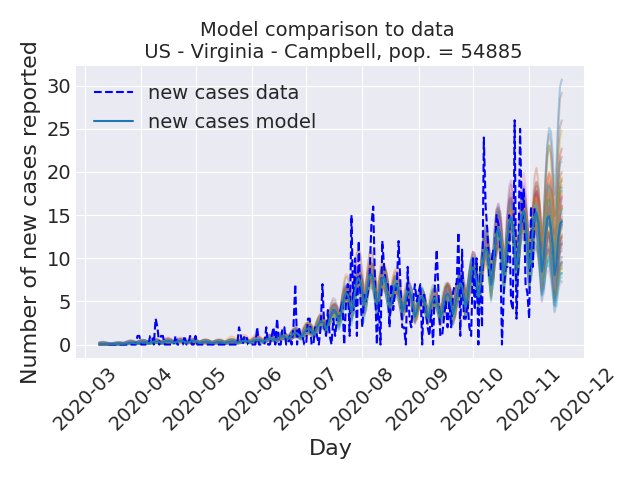 Model comparison to data
US - Virginia - Campbell, pop. = 54885
Number of new cases reported
30
25
20
15
10
5
0
new cases data
new cases model
2020-03
2020-04
2020-05
2020-06
2020-07
2020-08
2020-09
2020-10
2020-11
2020-12
Day